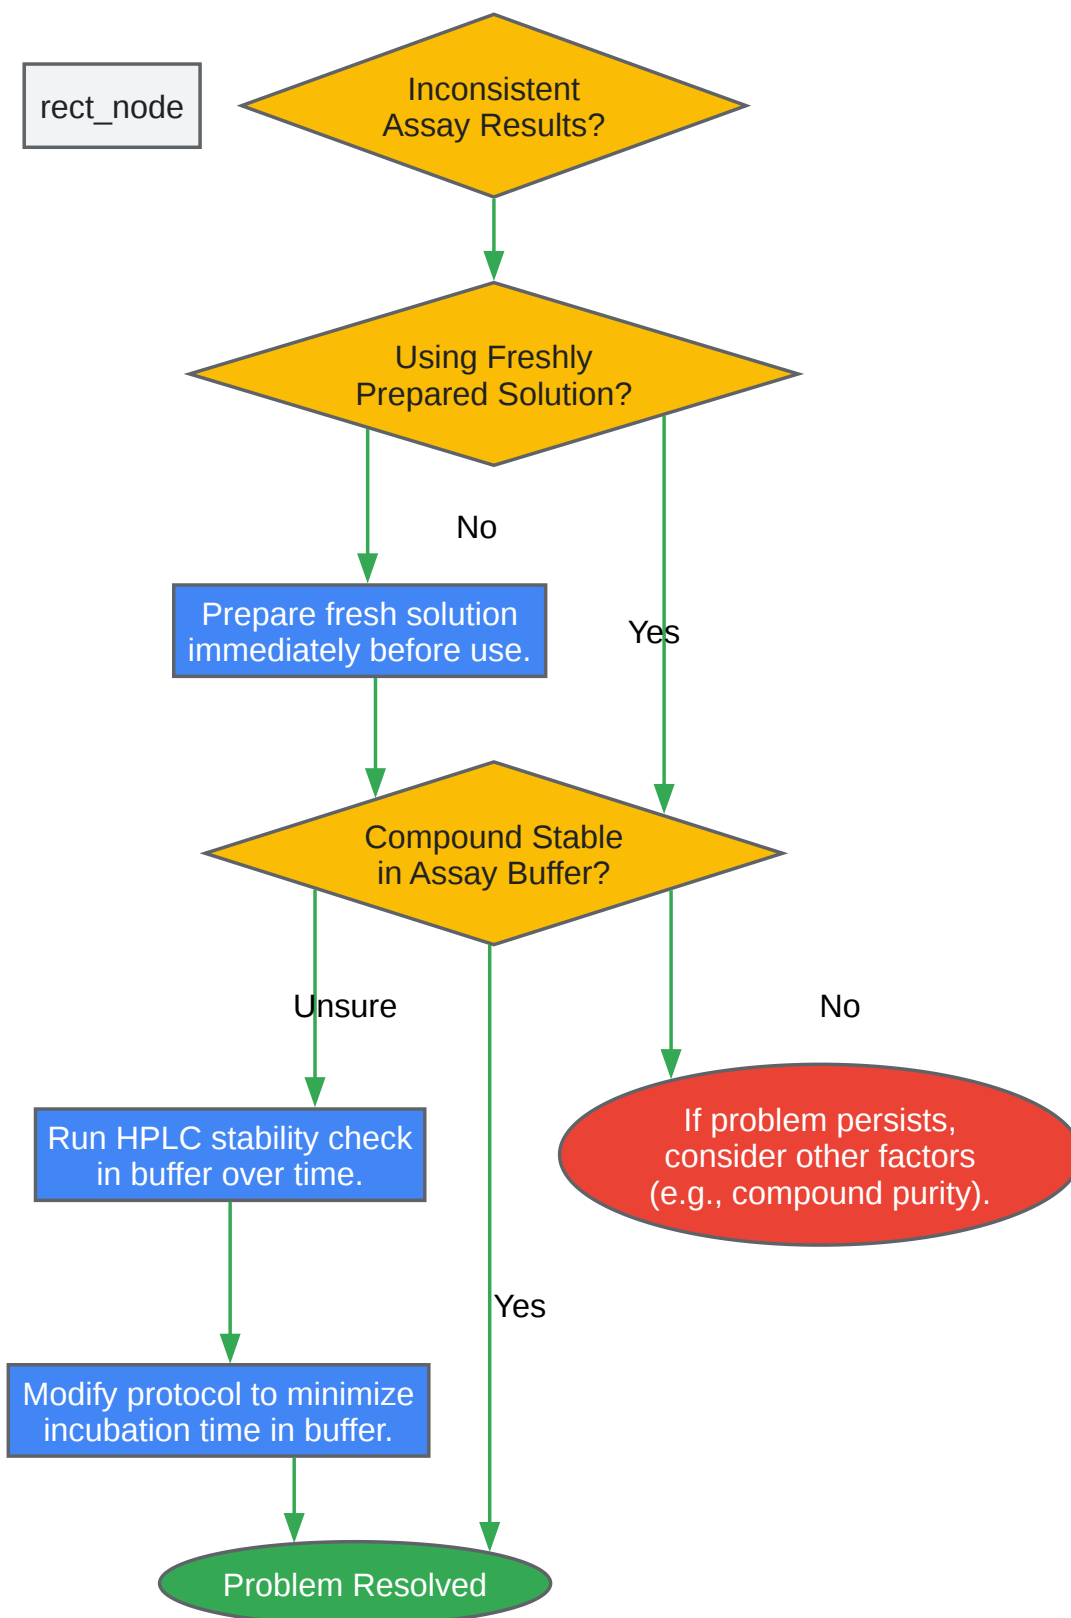 rect_node
Inconsistent
Assay Results?
Using Freshly
Prepared Solution?
No
Prepare fresh solution
immediately before use.
Yes
Compound Stable
in Assay Buffer?
Unsure
No
If problem persists,
consider other factors
(e.g., compound purity).
Run HPLC stability check
in buffer over time.
Yes
Modify protocol to minimize
incubation time in buffer.
Problem Resolved